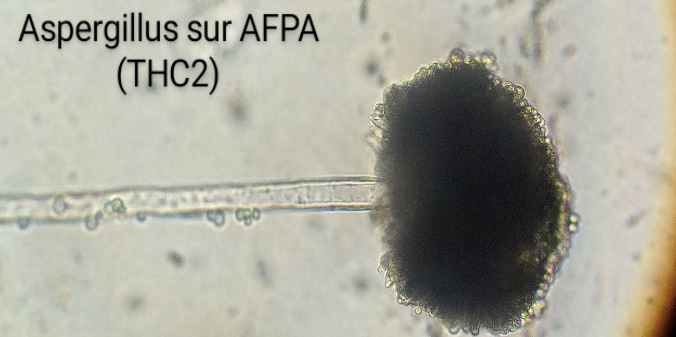 Aspergillus sur AFPA
(THC2)